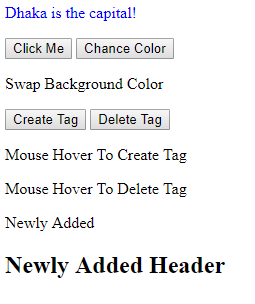 Dhaka is the capital!
Click Me Chance Color
Swap Background Color
Create Tag Delete Tag
Mouse Hover To Create Tag
Mouse Hover To Delete Tag
Newly Added
Newly Added Header